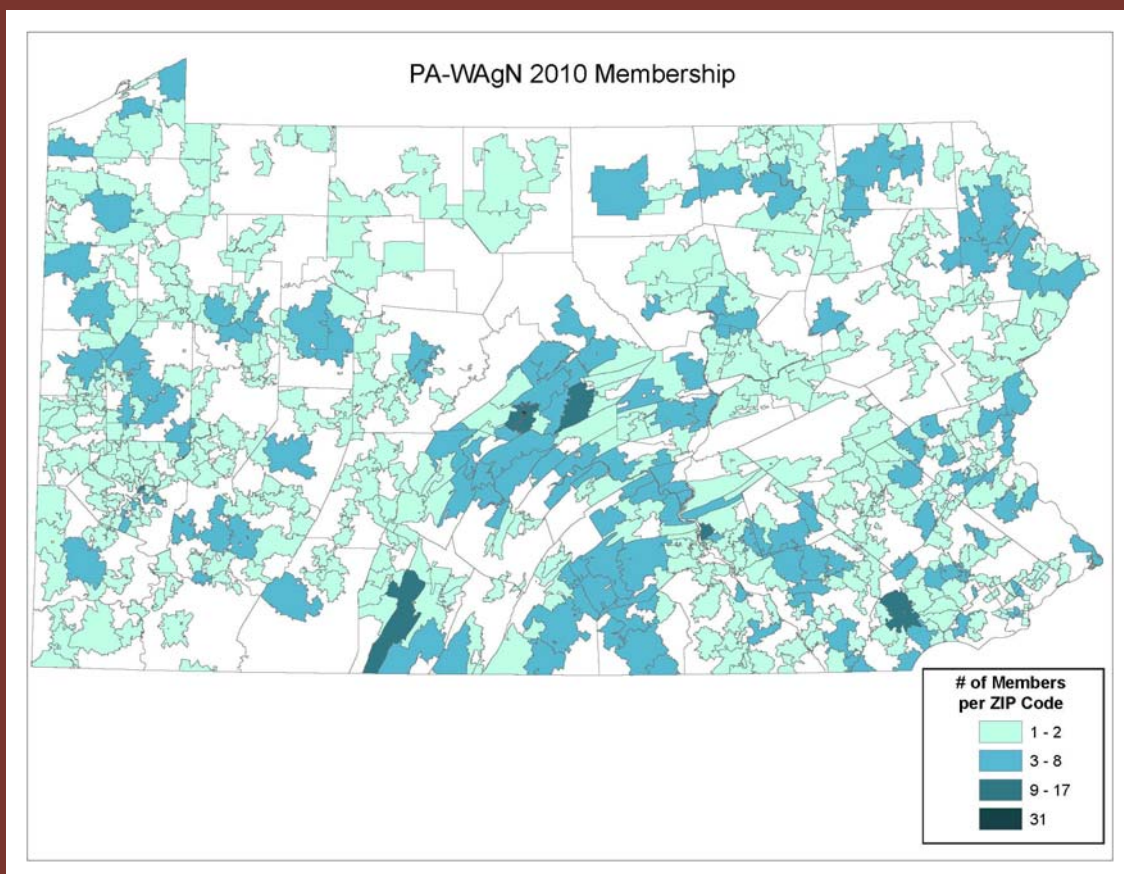 PA-WAgN 2010 Membership
# of Members
per ZIP Code
1 - 2
3 - 8
9 - 17
31